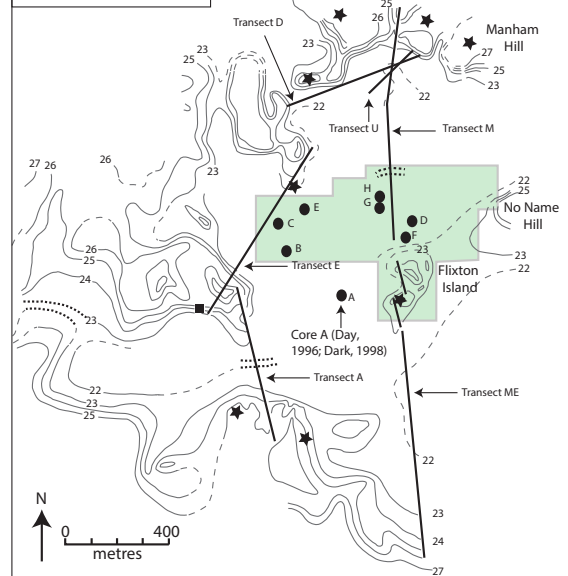 Transect D
25
26
23
25
23
Manham
Hill
27
25
23
22
22
Transect U
Transect M
27
26
26
23
22
25
No Name
Hill
H
G
E
C
D
F
B
23
26
25
24
Transect E
23
22
Flixton
Island
A
23
Core A (Day,
1996; Dark, 1998)
Transect A
22
23
25
Transect ME
22
N
0 400
metres
23
24
27